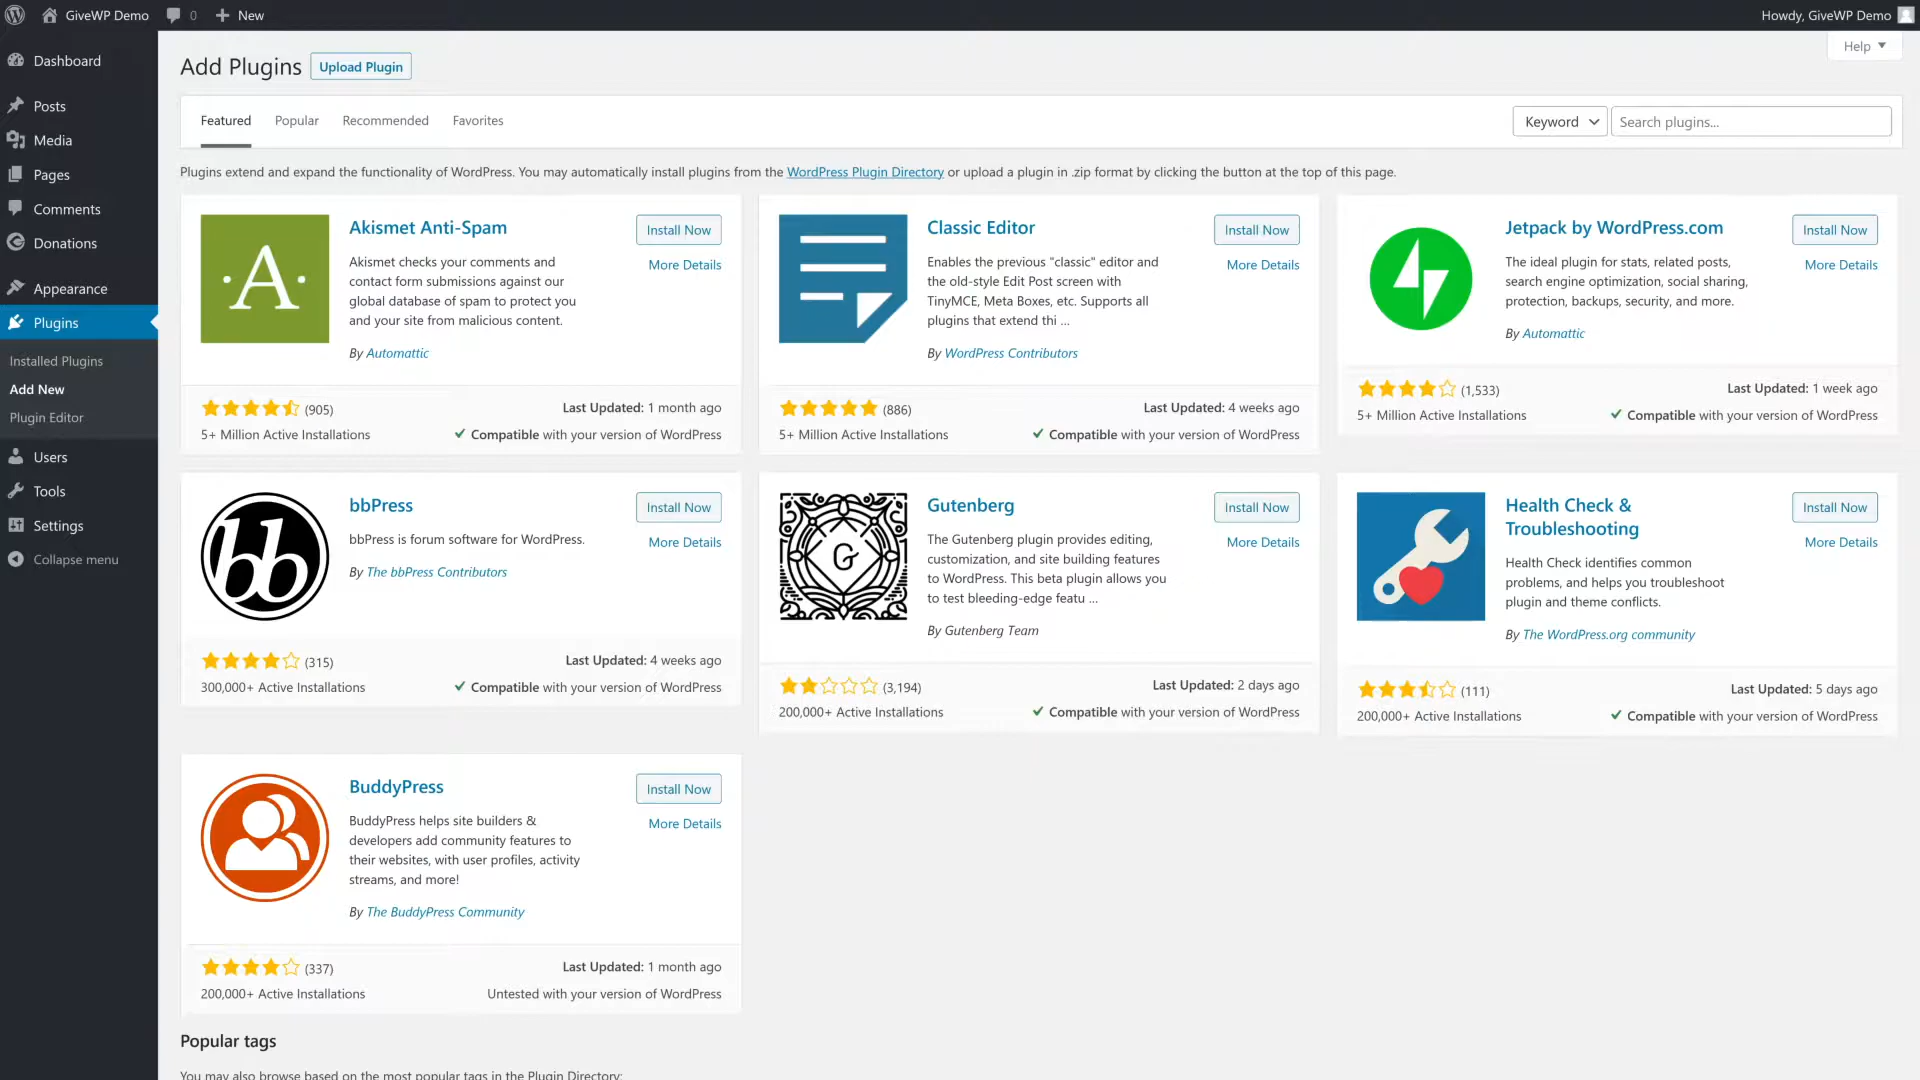 GiveWP Demo
0
New
Howdy, GiveWP Demo
Dashboard
Posts
Media
Pages
Comments
Donations
Appearance
Plugins
Installed Plugins
Add New
Plugin Editor
Users
Tools
Settings
Collapse menu
Help
Add Plugins
Upload Plugin
Featured
Popular
Recommended
Favorites
Keyword
Search plugins...
Plugins extend and expand the functionality of WordPress. You may automatically install plugins from the WordPress Plugin Directory or upload a plugin in .zip format by clicking the button at the top of this page.
A
Akismet Anti-Spam
Install Now
More Details
Akismet checks your comments and
contact form submissions against our
global database of spam to protect you
and your site from malicious content.
By Automattic
(905)
Last Updated: 1 month ago
5+ Million Active Installations
Compatible with your version of WordPress
Classic Editor
Install Now
More Details
Enables the previous "classic" editor and
the old-style Edit Post screen with
TinyMCE, Meta Boxes, etc. Supports all
plugins that extend thi ...
By WordPress Contributors
(886)
Last Updated: 4 weeks ago
5+ Million Active Installations
Compatible with your version of WordPress
Jetpack by WordPress.com
Install Now
More Details
The ideal plugin for stats, related posts,
search engine optimization, social sharing,
protection, backups, security, and more.
By Automattic
(1,533)
Last Updated: 1 week ago
5+ Million Active Installations
Compatible with your version of WordPress
bb
bbPress
Install Now
More Details
bbPress is forum software for WordPress.
By The bbPress Contributors
(315)
Last Updated: 4 weeks ago
300,000+ Active Installations
Compatible with your version of WordPress
G
Gutenberg
Install Now
More Details
The Gutenberg plugin provides editing,
customization, and site building features
to WordPress. This beta plugin allows you
to test bleeding-edge featu ...
By Gutenberg Team
(3,194)
Last Updated: 2 days ago
200,000+ Active Installations
Compatible with your version of WordPress
Health Check &
Troubleshooting
Install Now
More Details
Health Check identifies common
problems, and helps you troubleshoot
plugin and theme conflicts.
By The WordPress.org community
(111)
Last Updated: 5 days ago
200,000+ Active Installations
Compatible with your version of WordPress
BuddyPress
Install Now
More Details
BuddyPress helps site builders &
developers add community features to
their websites, with user profiles, activity
streams, and more!
By The BuddyPress Community
(337)
Last Updated: 1 month ago
200,000+ Active Installations
Untested with your version of WordPress
Popular tags
You may also browse based on the most popular tags in the Plugin Directory: